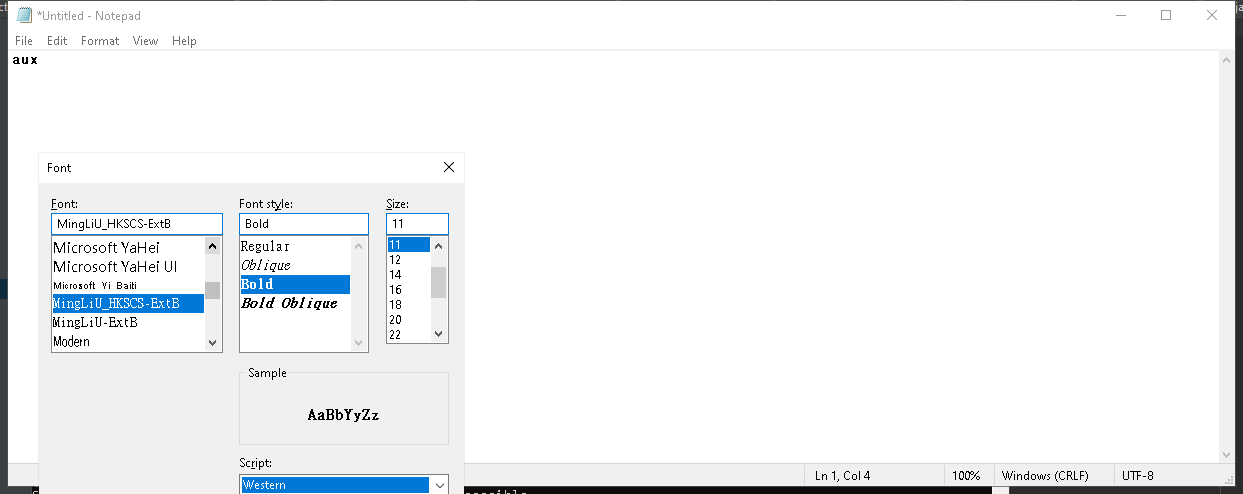 *Untitled - Notepad
File Edit Format View Help
aux
Font
Font:
MingLiU_HKSCS-ExtB
Microsoft YaHei
Microsoft YaHei UI
Microsoft Yi Baiti
MingLiU_HKSCS-ExtB
MingLiU-ExtB
Modern
Font style:
Bold
Regular
Oblique
Bold
Bold Oblique
Size:
11
11
12
14
16
18
20
22
Sample
AaBbYyZz
Script:
Western
Ln 1, Col 4 100% Windows (CRLF) UTF-8